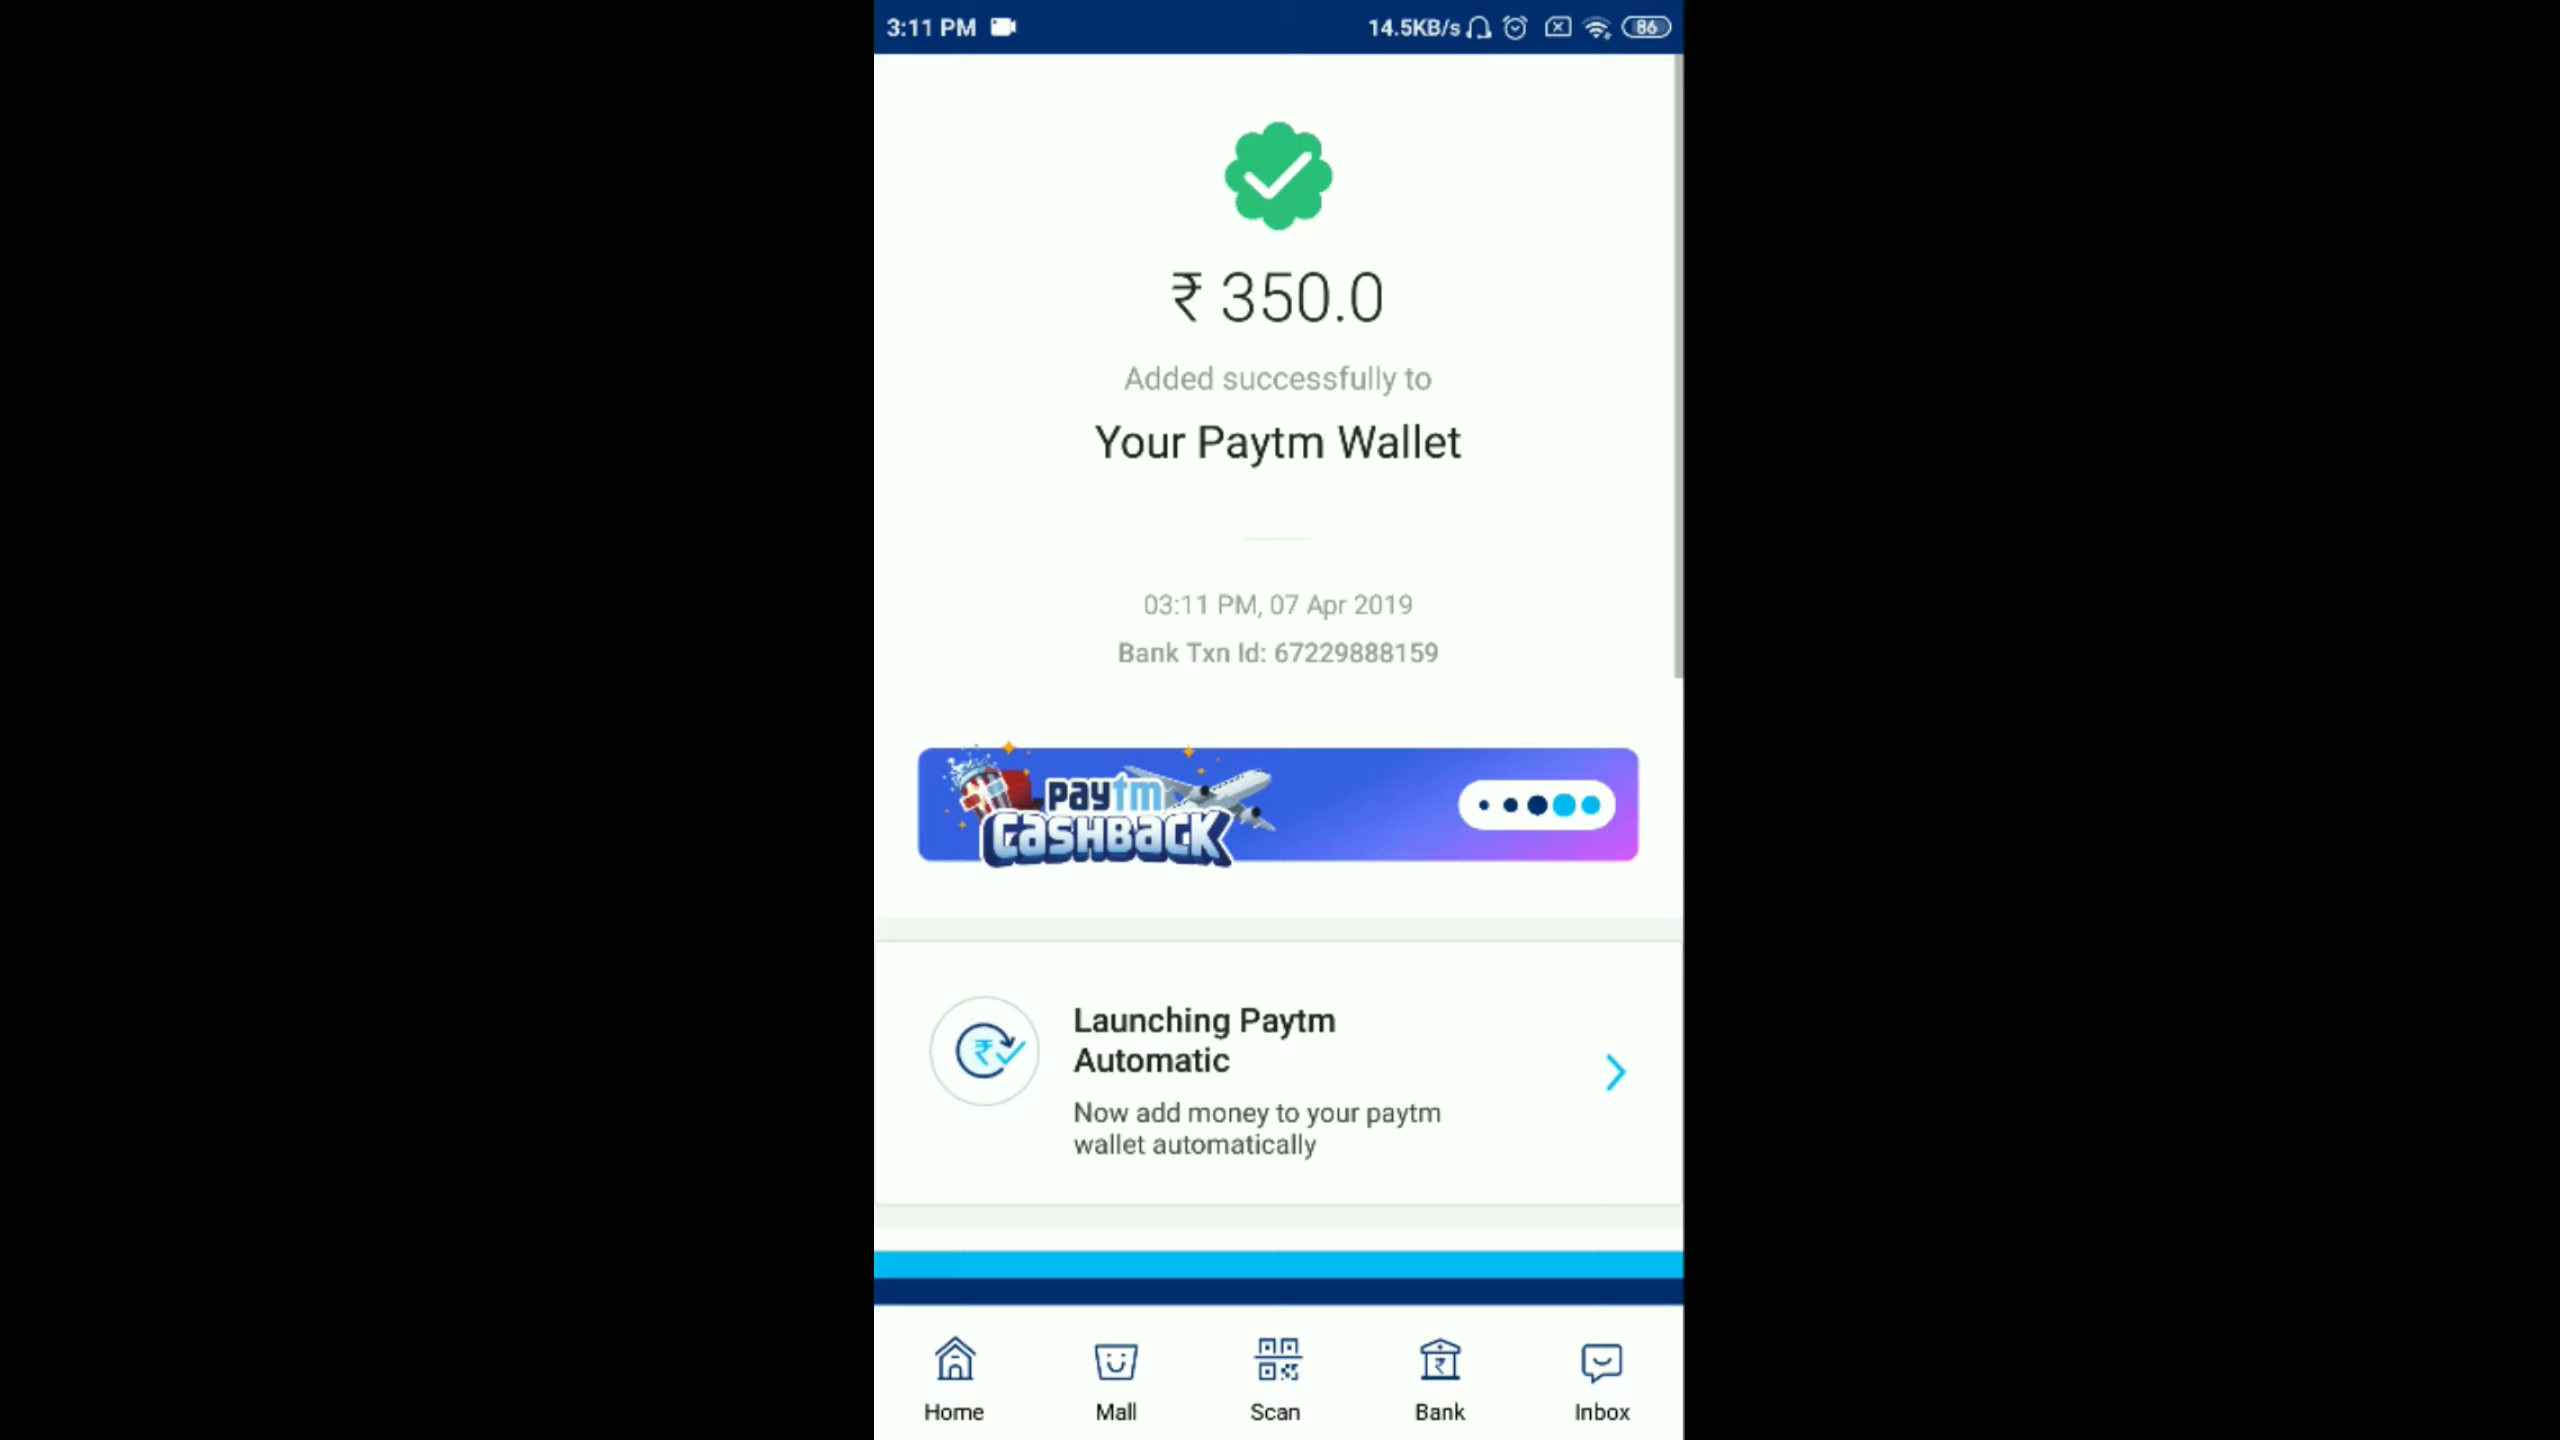 3:11 PM 14.5KB/s 86
₹ 350.0
Added successfully to
Your Paytm Wallet
03:11 PM, 07 Apr 2019
Bank Txn Id: 67229888159
paytm
CASHBACK
Launching Paytm
Automatic
Now add money to your paytm
wallet automatically
Home Mall Scan Bank Inbox